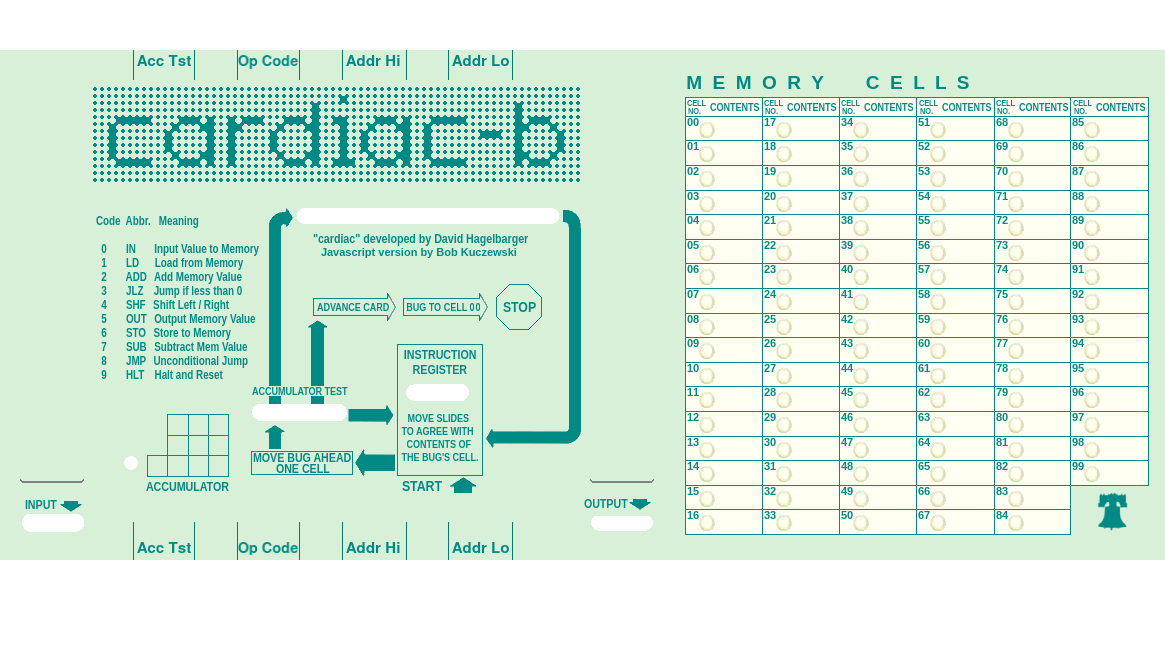 Acc Tst Op Code Addr Hi Addr Lo
cardiac-b
Code Abbr. Meaning
0 IN Input Value to Memory
1 LD Load from Memory
2 ADD Add Memory Value
3 JLZ Jump if less than 0
4 SHF Shift Left / Right
5 OUT Output Memory Value
6 STO Store to Memory
7 SUB Subtract Mem Value
8 JMP Unconditional Jump
9 HLT Halt and Reset
"cardiac" developed by David Hagelbarger
Javascript version by Bob Kuczewski
ADVANCE CARD
BUG TO CELL 00
STOP
INSTRUCTION
REGISTER
MOVE SLIDES
TO AGREE WITH
CONTENTS OF
THE BUG'S CELL.
ACCUMULATOR TEST
MOVE BUG AHEAD
ONE CELL
START
ACCUMULATOR
INPUT
OUTPUT
Acc Tst Op Code Addr Hi Addr Lo
MEMORY CELLS
CELL NO. CONTENTS CELL NO. CONTENTS CELL NO. CONTENTS CELL NO. CONTENTS CELL NO. CONTENTS CELL NO. CONTENTS
00 17 34 51 68 85
01 18 35 52 69 86
02 19 36 53 70 87
03 20 37 54 71 88
04 21 38 55 72 89
05 22 39 56 73 90
06 23 40 57 74 91
07 24 41 58 75 92
08 25 42 59 76 93
09 26 43 60 77 94
10 27 44 61 78 95
11 28 45 62 79 96
12 29 46 63 80 97
13 30 47 64 81 98
14 31 48 65 82 99
15 32 49 66 83
16 33 50 67 84